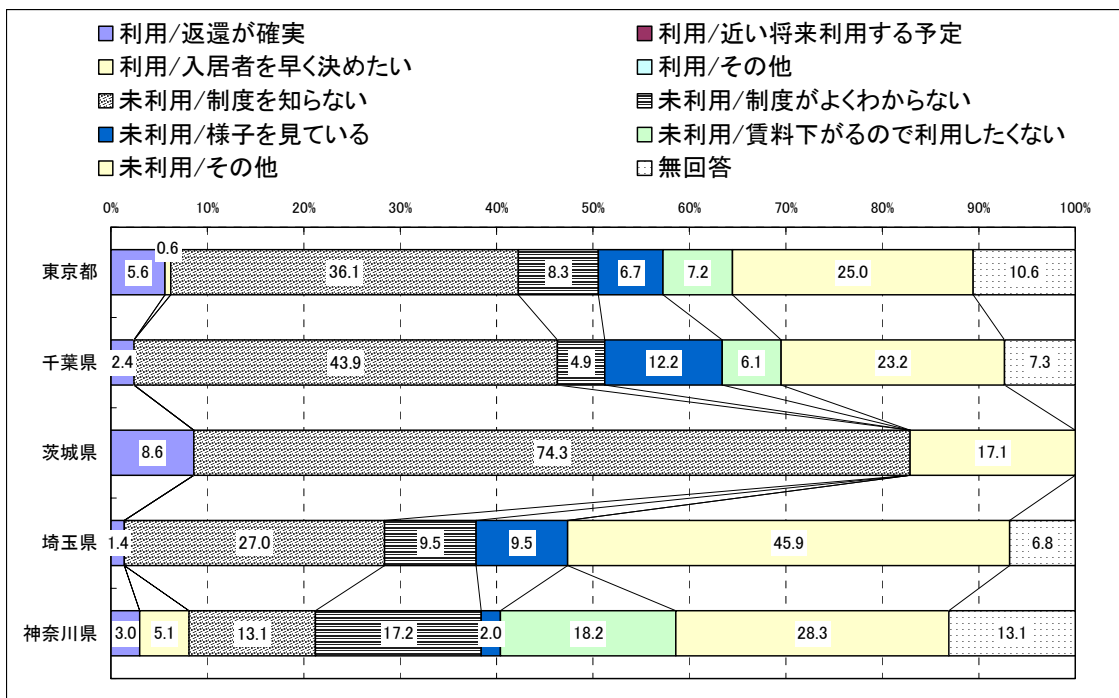 利用/返還が確実 利用/近い将来利用する予定
利用/入居者を早く決めたい 利用/その他
未利用/制度を知らない 未利用/制度がよくわからない
未利用/様子を見ている 未利用/賃料下がるので利用したくない
未利用/その他 無回答
0% 10% 20% 30% 40% 50% 60% 70% 80% 90% 100%
0.6
東京都 5.6 36.1 8.3 6.7 7.2 25.0 10.6
千葉県 2.4 43.9 4.9 12.2 6.1 23.2 7.3
茨城県 8.6 74.3 17.1
埼玉県 1.4 27.0 9.5 9.5 45.9 6.8
神奈川県 3.0 5.1 13.1 17.2 2.0 18.2 28.3 13.1